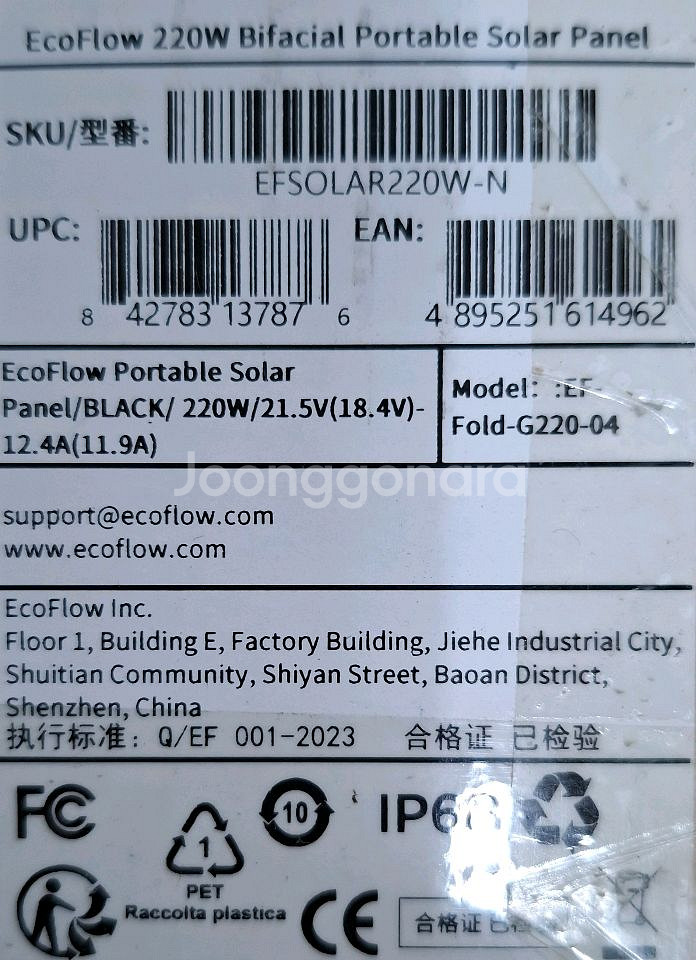 EcoFlow 220W Bifacial Portable Solar Panel
SKU/型番:
EFSOLAR220W-N
UPC: EAN:
8 42783 13787 6 4 895251 614962
EcoFlow Portable Solar
Panel/BLACK/ 220W/21.5V(18.4V)-
12.4A(11.9A)
Model: :EF-
Fold-G220-04
Joonggonara
support@ecoflow.com
www.ecoflow.com
EcoFlow Inc.
Floor 1, Building E, Factory Building, Jiehe Industrial City,
Shuitian Community, Shiyan Street, Baoan District,
Shenzhen, China
执行标准: Q/EF 001-2023 合格证 已检验
FC
10
1
PET
Raccolta plastica
CE
合格证